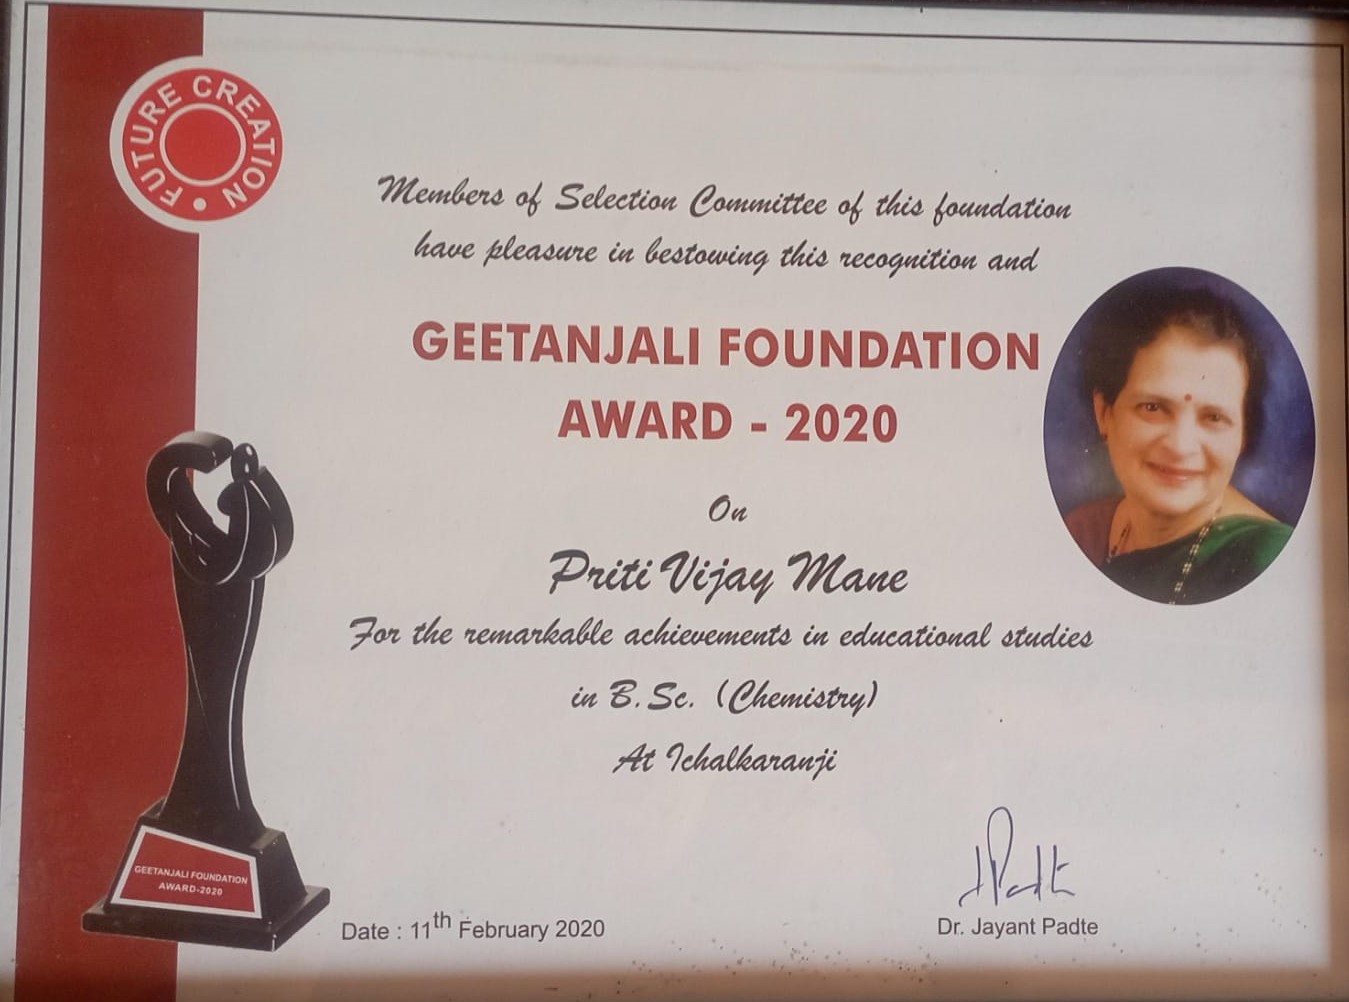 FUTURE CREATION
Members of Selection Committee of this foundation
have pleasure in bestowing this recognition and
GEETANJALI FOUNDATION
AWARD - 2020
On
Priti Vijay Mane
For the remarkable achievements in educational studies
in B.Sc. (Chemistry)
At Ichalkaranji
GEETANJALI FOUNDATION
AWARD-2020
Date : 11th February 2020
JPadte
Dr. Jayant Padte